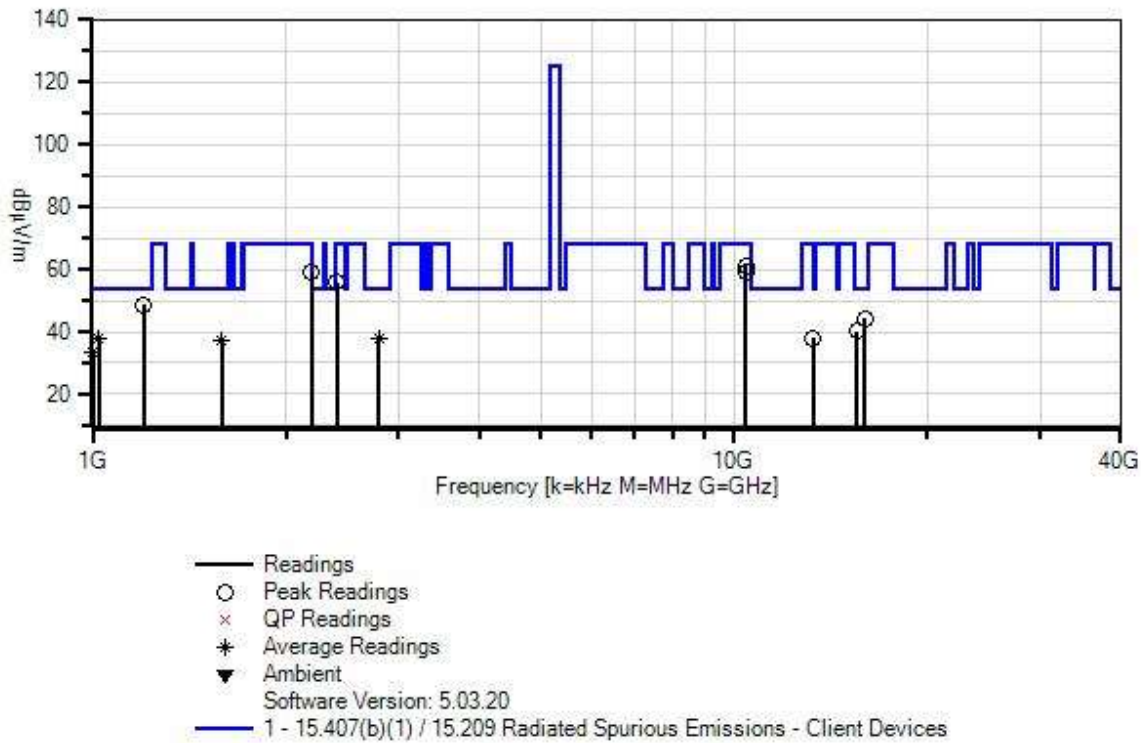 140
120
100
80
60
40
20
dBµV/m
1G 10G 40G
Frequency [k=kHz M=MHz G=GHz]
Readings
Peak Readings
QP Readings
Average Readings
Ambient
Software Version: 5.03.20
1 - 15.407(b)(1) / 15.209 Radiated Spurious Emissions - Client Devices